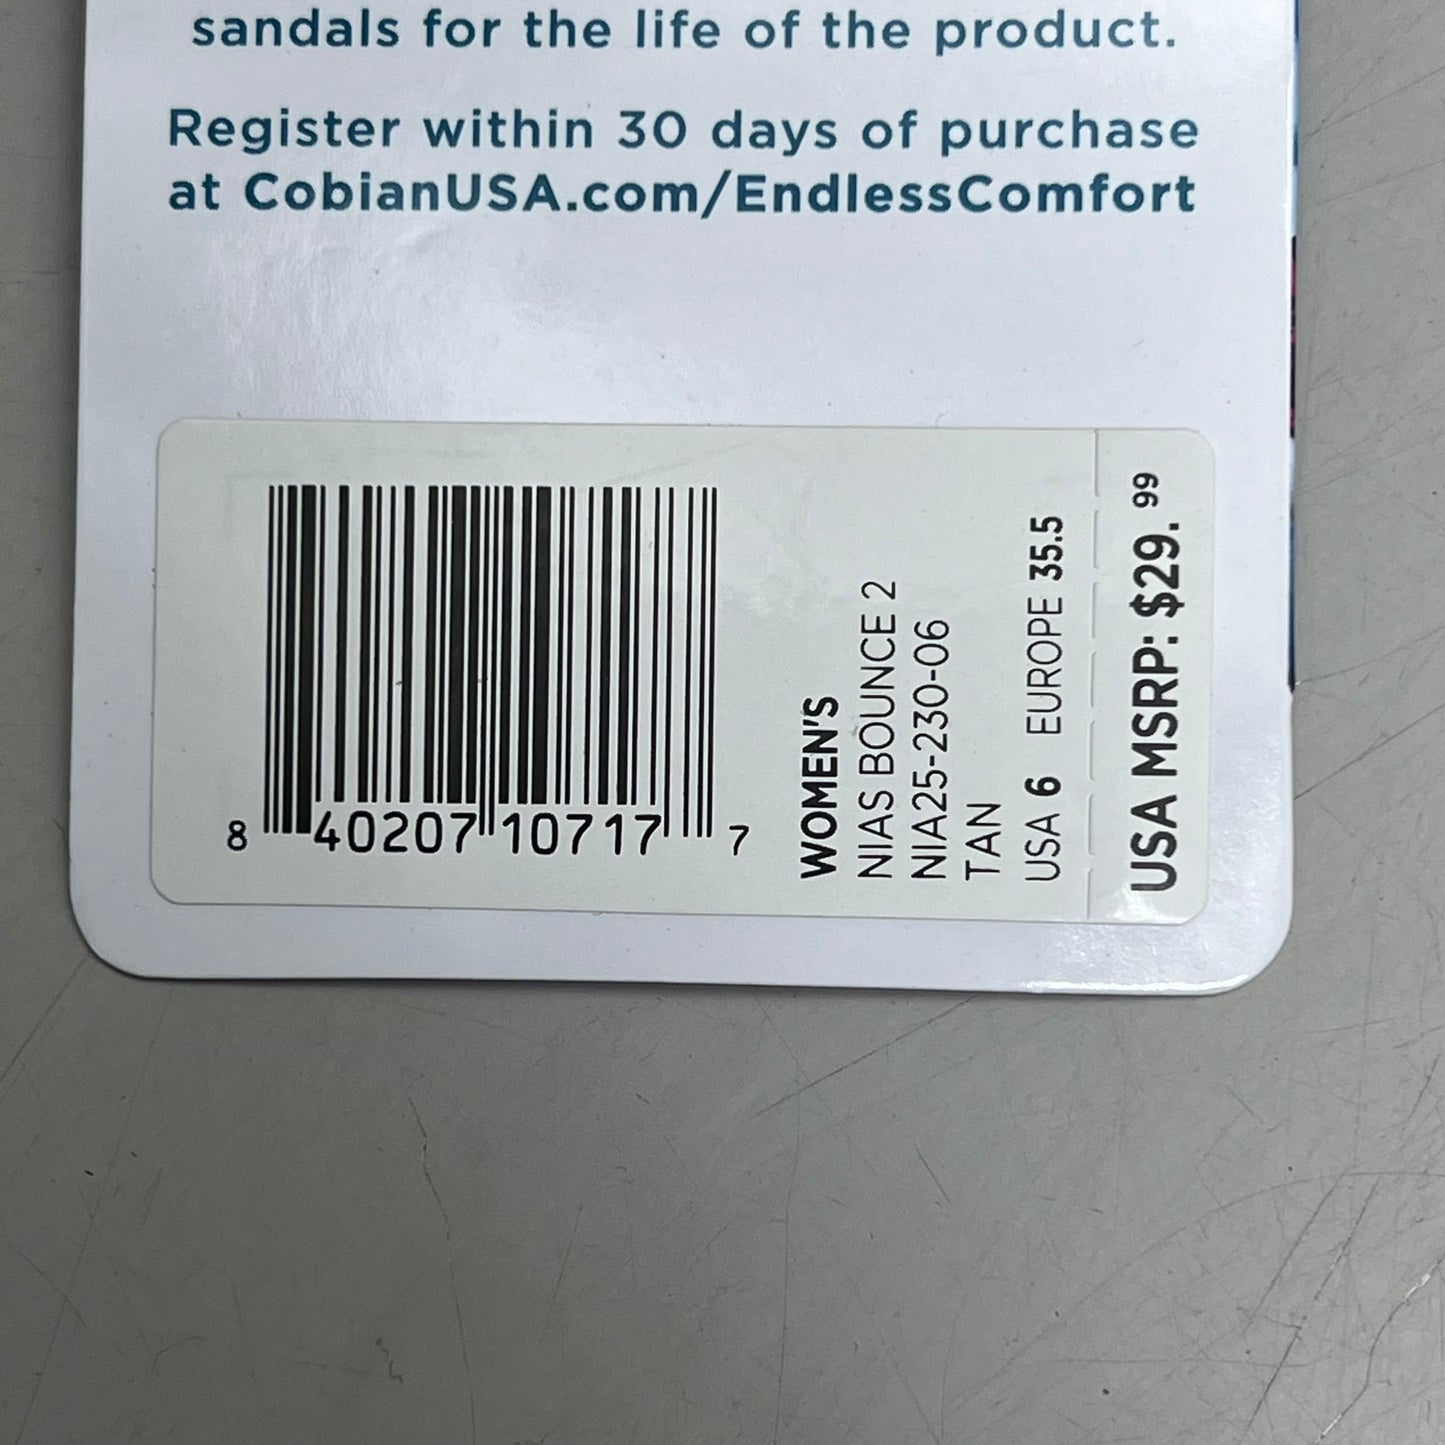 sandals for the life of the product.
Register within 30 days of purchase
at CobianUSA.com/EndlessComfort
8 40207 10717 7
WOMEN'S
NIAS BOUNCE 2
NIA25-230-06
TAN
USA 6 EUROPE 35.5
USA MSRP: $29.99